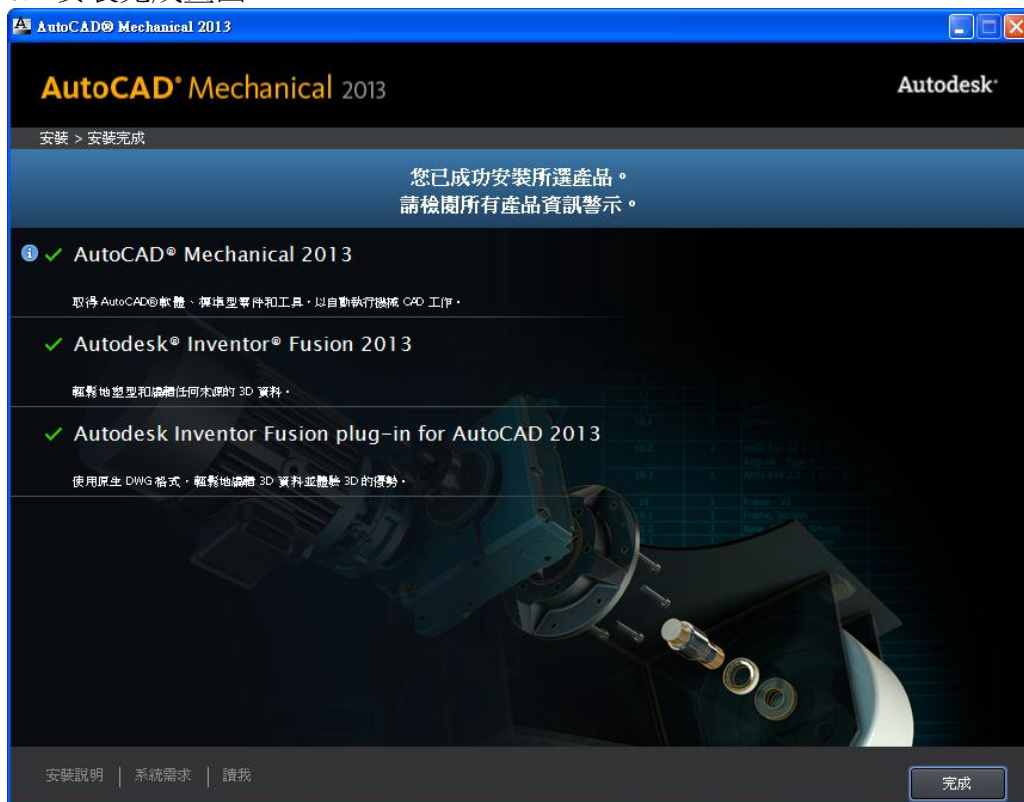 AutoCAD® Mechanical 2013
AutoCAD® Mechanical 2013
Autodesk®
安裝 > 安裝完成
您已成功安裝所選產品。
請檢閱所有產品資訊警示。
AutoCAD® Mechanical 2013
取得 AutoCAD® 軟體、標準型零件和工具，以自動執行機械 CAD 工作。
Autodesk® Inventor® Fusion 2013
輕鬆地塑型和編輯任何來源的 3D 資料。
Autodesk Inventor Fusion plug-in for AutoCAD 2013
使用原生 DWG 格式，輕鬆地編輯 3D 資料並體驗 3D 的優勢。
安裝說明 | 系統需求 | 讀我
完成